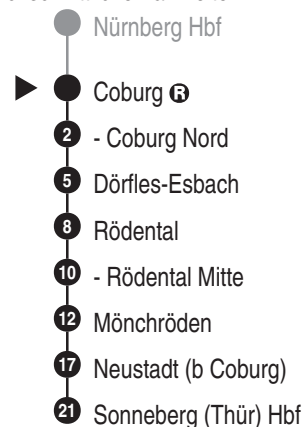 Nürnberg Hbf
Coburg R
2 - Coburg Nord
5 Dörfles-Esbach
8 Rödental
10 - Rödental Mitte
12 Mönchröden
17 Neustadt (b Coburg)
21 Sonneberg (Thür) Hbf